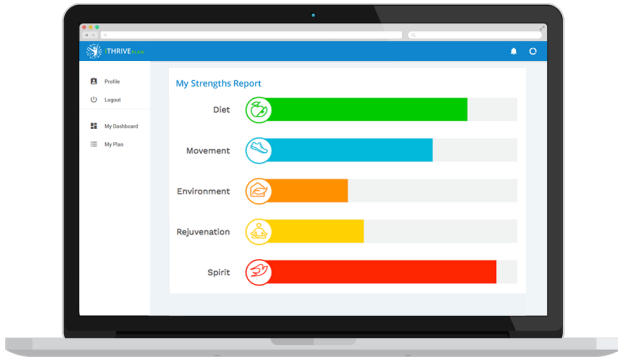 THRIVE
Profile
Logout
My Dashboard
My Plan
My Strengths Report
Diet
Movement
Environment
Rejuvenation
Spirit